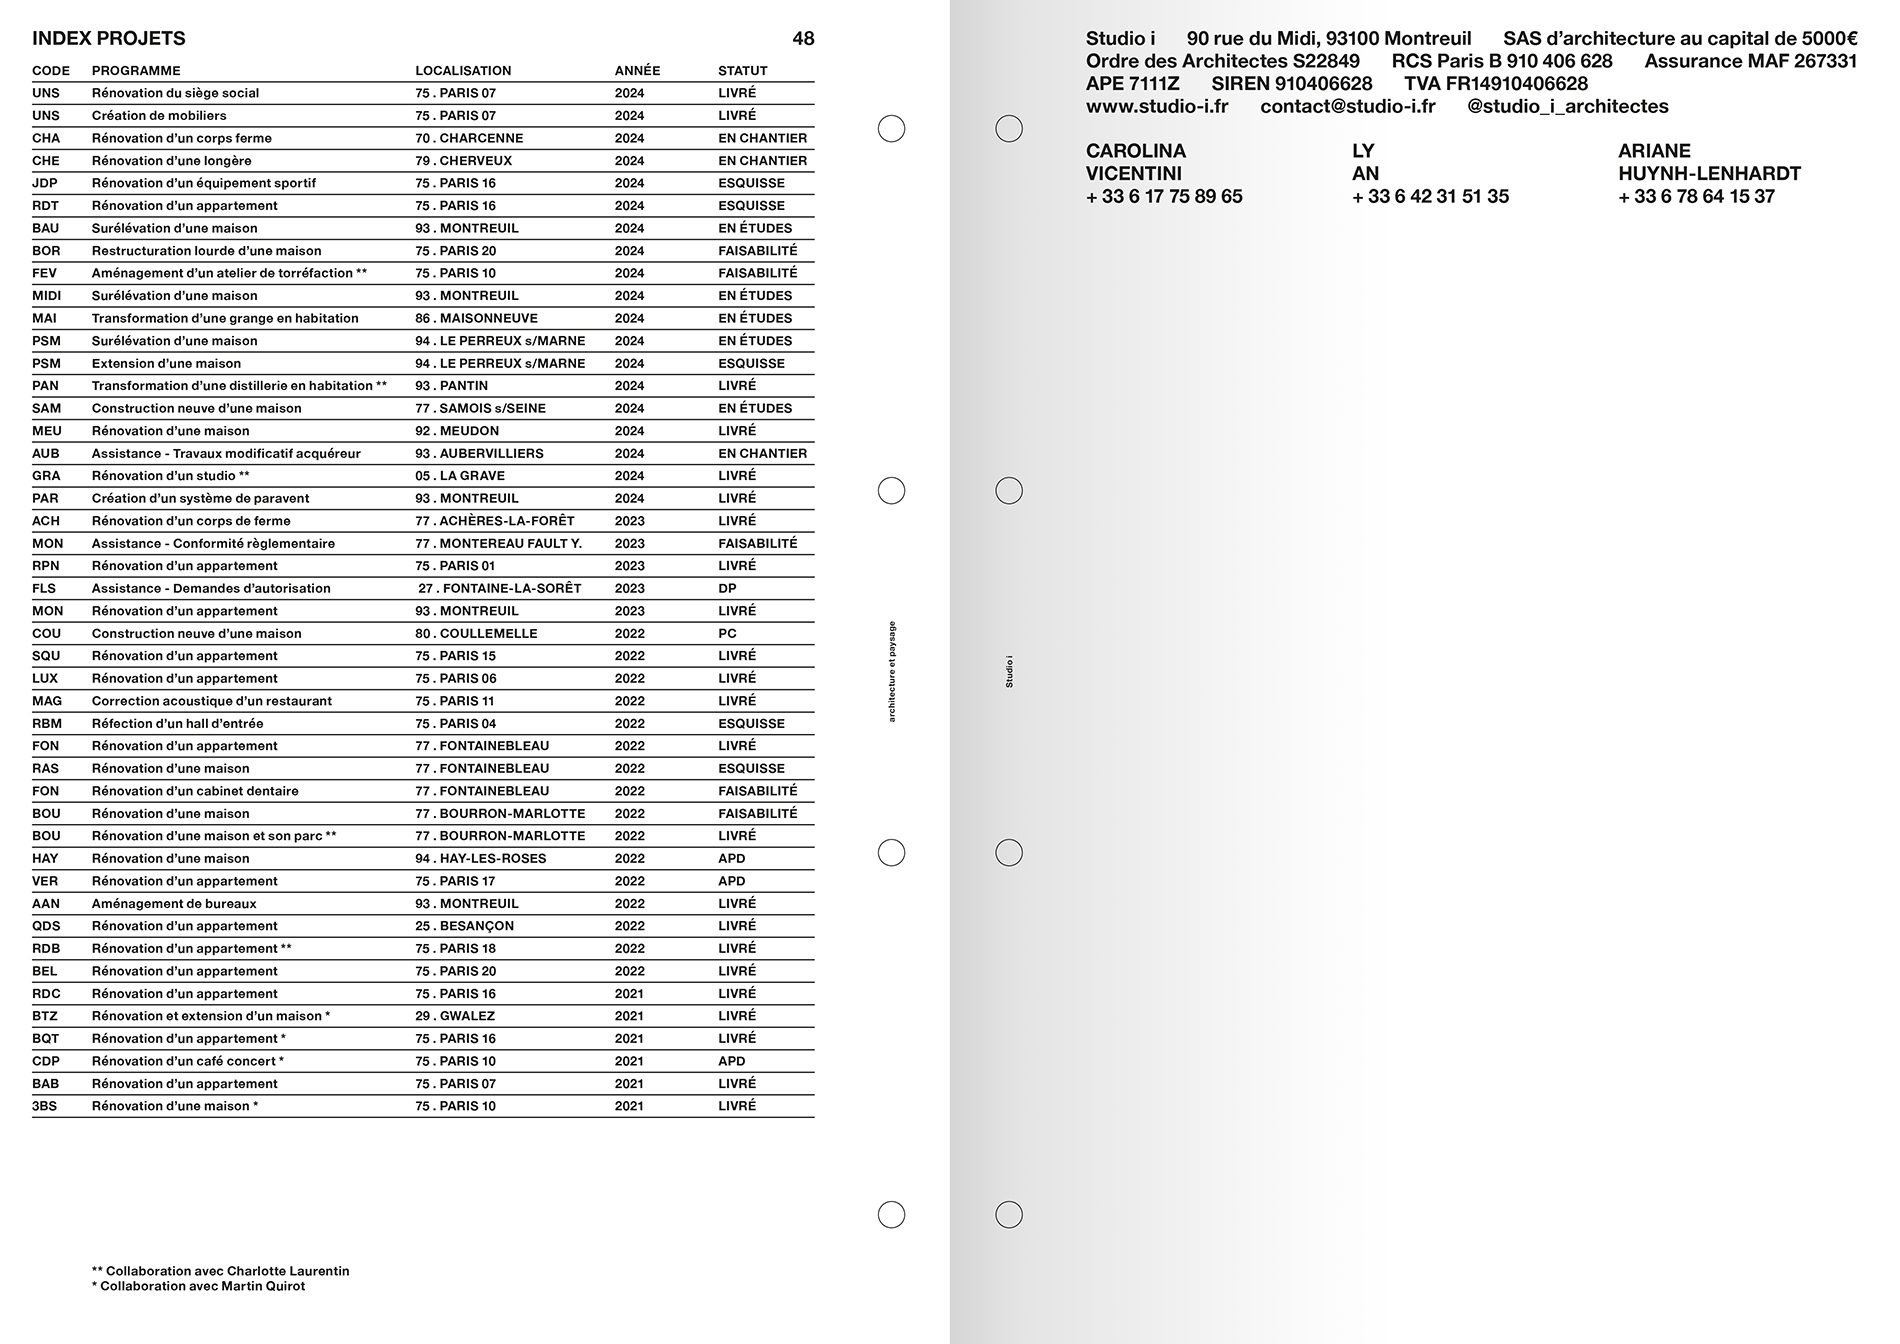 INDEX PROJETS 48
CODE PROGRAMME LOCALISATION ANNÉE STATUT
UNS Rénovation du siège social 75 . PARIS 07 2024 LIVRÉ
UNS Création de mobiliers 75 . PARIS 07 2024 LIVRÉ
CHA Rénovation d’un corps ferme 70 . CHARCENNE 2024 EN CHANTIER
CHE Rénovation d’une longère 79 . CHERVEUX 2024 EN CHANTIER
JDP Rénovation d’un équipement sportif 75 . PARIS 16 2024 ESQUISSE
RDT Rénovation d’un appartement 75 . PARIS 16 2024 ESQUISSE
BAU Surélévation d’une maison 93 . MONTREUIL 2024 EN ÉTUDES
BOR Restructuration lourde d’une maison 75 . PARIS 20 2024 FAISABILITÉ
FEV Aménagement d’un atelier de torréfaction ** 75 . PARIS 10 2024 FAISABILITÉ
MIDI Surélévation d’une maison 93 . MONTREUIL 2024 EN ÉTUDES
MAI Transformation d’une grange en habitation 86 . MAISONNEUVE 2024 EN ÉTUDES
PSM Surélévation d’une maison 94 . LE PERREUX s/MARNE 2024 EN ÉTUDES
PSM Extension d’une maison 94 . LE PERREUX s/MARNE 2024 ESQUISSE
PAN Transformation d’une distillerie en habitation ** 93 . PANTIN 2024 LIVRÉ
SAM Construction neuve d’une maison 77 . SAMOIS s/SEINE 2024 EN ÉTUDES
MEU Rénovation d’une maison 92 . MEUDON 2024 LIVRÉ
AUB Assistance - Travaux modificatif acquéreur 93 . AUBERVILLIERS 2024 EN CHANTIER
GRA Rénovation d’un studio ** 05 . LA GRAVE 2024 LIVRÉ
PAR Création d’un système de paravent 93 . MONTREUIL 2024 LIVRÉ
ACH Rénovation d’un corps de ferme 77 . ACHÈRES-LA-FORÊT 2023 LIVRÉ
MON Assistance - Conformité règlementaire 77 . MONTEREAU FAULT Y. 2023 FAISABILITÉ
RPN Rénovation d’un appartement 75 . PARIS 01 2023 LIVRÉ
FLS Assistance - Demandes d’autorisation 27 . FONTAINE-LA-SORÊT 2023 DP
MON Rénovation d’un appartement 93 . MONTREUIL 2023 LIVRÉ
COU Construction neuve d’une maison 80 . COULLEMELLE 2022 PC
SQU Rénovation d’un appartement 75 . PARIS 15 2022 LIVRÉ
LUX Rénovation d’un appartement 75 . PARIS 06 2022 LIVRÉ
MAG Correction acoustique d’un restaurant 75 . PARIS 11 2022 LIVRÉ
RBM Réfection d’un hall d’entrée 75 . PARIS 04 2022 ESQUISSE
FON Rénovation d’un appartement 77 . FONTAINEBLEAU 2022 LIVRÉ
RAS Rénovation d’une maison 77 . FONTAINEBLEAU 2022 ESQUISSE
FON Rénovation d’un cabinet dentaire 77 . FONTAINEBLEAU 2022 FAISABILITÉ
BOU Rénovation d’une maison 77 . BOURRON-MARLOTTE 2022 FAISABILITÉ
BOU Rénovation d’une maison et son parc ** 77 . BOURRON-MARLOTTE 2022 LIVRÉ
HAY Rénovation d’une maison 94 . HAY-LES-ROSES 2022 APD
VER Rénovation d’un appartement 75 . PARIS 17 2022 APD
AAN Aménagement de bureaux 93 . MONTREUIL 2022 LIVRÉ
QDS Rénovation d’un appartement 25 . BESANÇON 2022 LIVRÉ
RDB Rénovation d’un appartement ** 75 . PARIS 18 2022 LIVRÉ
BEL Rénovation d’un appartement 75 . PARIS 20 2022 LIVRÉ
RDC Rénovation d’un appartement 75 . PARIS 16 2021 LIVRÉ
BTZ Rénovation et extension d’un maison * 29 . GWALEZ 2021 LIVRÉ
BQT Rénovation d’un appartement * 75 . PARIS 16 2021 LIVRÉ
CDP Rénovation d’un café concert * 75 . PARIS 10 2021 APD
BAB Rénovation d’un appartement 75 . PARIS 07 2021 LIVRÉ
3BS Rénovation d’une maison * 75 . PARIS 10 2021 LIVRÉ
** Collaboration avec Charlotte Laurentin
* Collaboration avec Martin Quirot
architecture et paysage
Studio i
Studio i 90 rue du Midi, 93100 Montreuil SAS d’architecture au capital de 5000€
Ordre des Architectes S22849 RCS Paris B 910 406 628 Assurance MAF 267331
APE 7111Z SIREN 910406628 TVA FR14910406628
www.studio-i.fr contact@studio-i.fr @studio_i_architectes
CAROLINA LY ARIANE
VICENTINI AN HUYNH-LENHARDT
+ 33 6 17 75 89 65 + 33 6 42 31 51 35 + 33 6 78 64 15 37